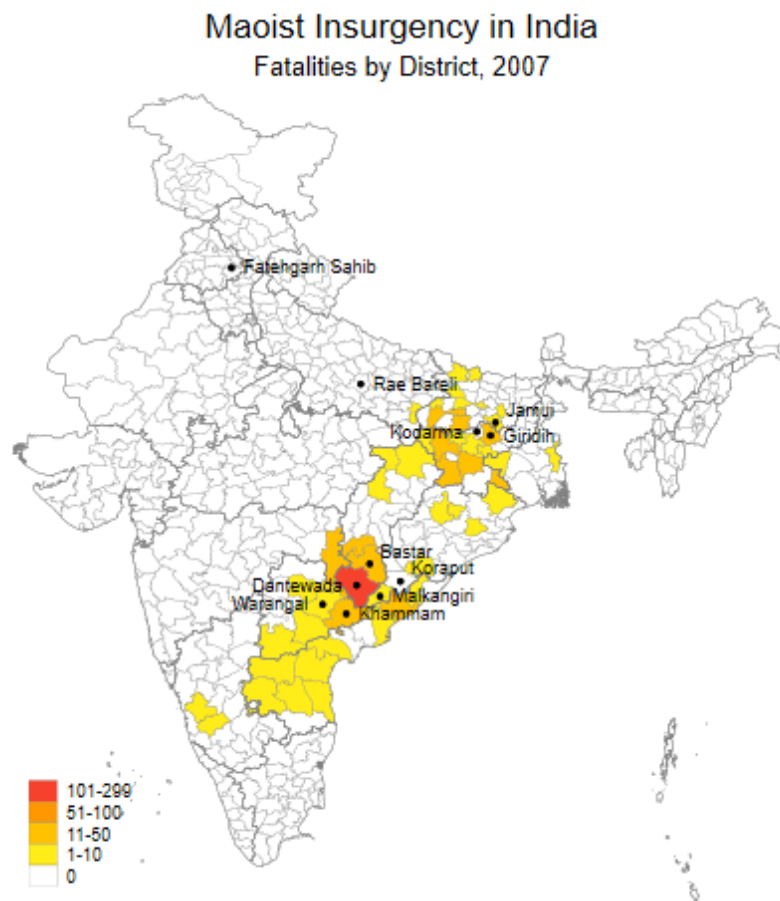 Maoist Insurgency in India
Fatalities by District, 2007
Fatehgarh Sahib
Rae Bareli
Jamui
Kodarma
Giridih
Bastar
Koraput
Dantewada
Malkangiri
Warangal
Khammam
101-299
51-100
11-50
1-10
0